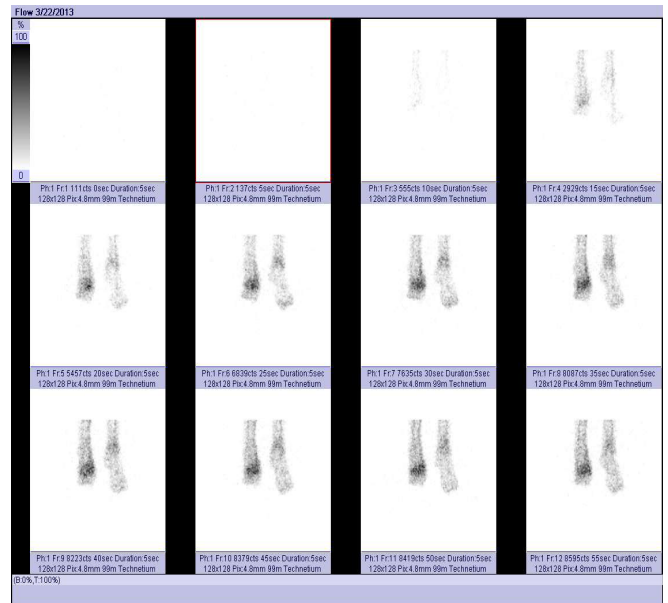 Flow 3/22/2013
%
100
0
Ph:1 Fr:1 111cts 0sec Duration:5sec
128x128 Pix:4.8mm 99m Technetium
Ph:1 Fr:2 137cts 5sec Duration:5sec
128x128 Pix:4.8mm 99m Technetium
Ph:1 Fr:3 555cts 10sec Duration:5sec
128x128 Pix:4.8mm 99m Technetium
Ph:1 Fr:4 2929cts 15sec Duration:5sec
128x128 Pix:4.8mm 99m Technetium
Ph:1 Fr:5 5457cts 20sec Duration:5sec
128x128 Pix:4.8mm 99m Technetium
Ph:1 Fr:6 6839cts 25sec Duration:5sec
128x128 Pix:4.8mm 99m Technetium
Ph:1 Fr:7 7635cts 30sec Duration:5sec
128x128 Pix:4.8mm 99m Technetium
Ph:1 Fr:8 8087cts 35sec Duration:5sec
128x128 Pix:4.8mm 99m Technetium
Ph:1 Fr:9 8223cts 40sec Duration:5sec
128x128 Pix:4.8mm 99m Technetium
Ph:1 Fr:10 8379cts 45sec Duration:5sec
128x128 Pix:4.8mm 99m Technetium
Ph:1 Fr:11 8419cts 50sec Duration:5sec
128x128 Pix:4.8mm 99m Technetium
Ph:1 Fr:12 8595cts 55sec Duration:5sec
128x128 Pix:4.8mm 99m Technetium
(B:0%,T:100%)